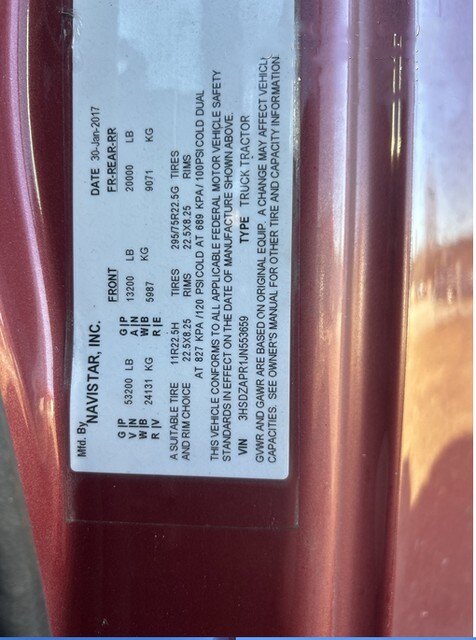 Mfd. By NAVISTAR, INC. DATE 30-Jan-2017
FRONT FR-REAR-RR
G|P 53200 LB G|P 13200 LB 20000 LB
V|N A|N
W|B 24131 KG W|B 5987 KG 9071 KG
R|V R|E
A SUITABLE TIRE 11R22.5H TIRES 295/75R22.5G TIRES
AND RIM CHOICE 22.5X8.25 RIMS 22.5X8.25 RIMS
AT 827 KPA /120 PSI COLD AT 689 KPA / 100PSI COLD DUAL
THIS VEHICLE CONFORMS TO ALL APPLICABLE FEDERAL MOTOR VEHICLE SAFETY
STANDARDS IN EFFECT ON THE DATE OF MANUFACTURE SHOWN ABOVE.
VIN 3HSDZAPR1JN553659 TYPE TRUCK TRACTOR
GVWR AND GAWR ARE BASED ON ORIGINAL EQUIP. A CHANGE MAY AFFECT VEHICLE
CAPACITIES. SEE OWNER'S MANUAL FOR OTHER TIRE AND CAPACITY INFORMATION